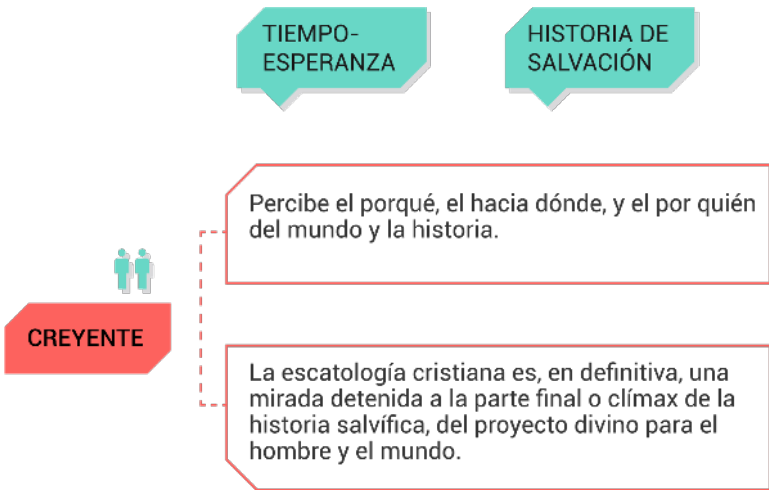 TIEMPO-
ESPERANZA
HISTORIA DE
SALVACIÓN
Percibe el porqué, el hacia dónde, y el por quién
del mundo y la historia.
CREYENTE
La escatología cristiana es, en definitiva, una
mirada detenida a la parte final o clímax de la
historia salvífica, del proyecto divino para el
hombre y el mundo.